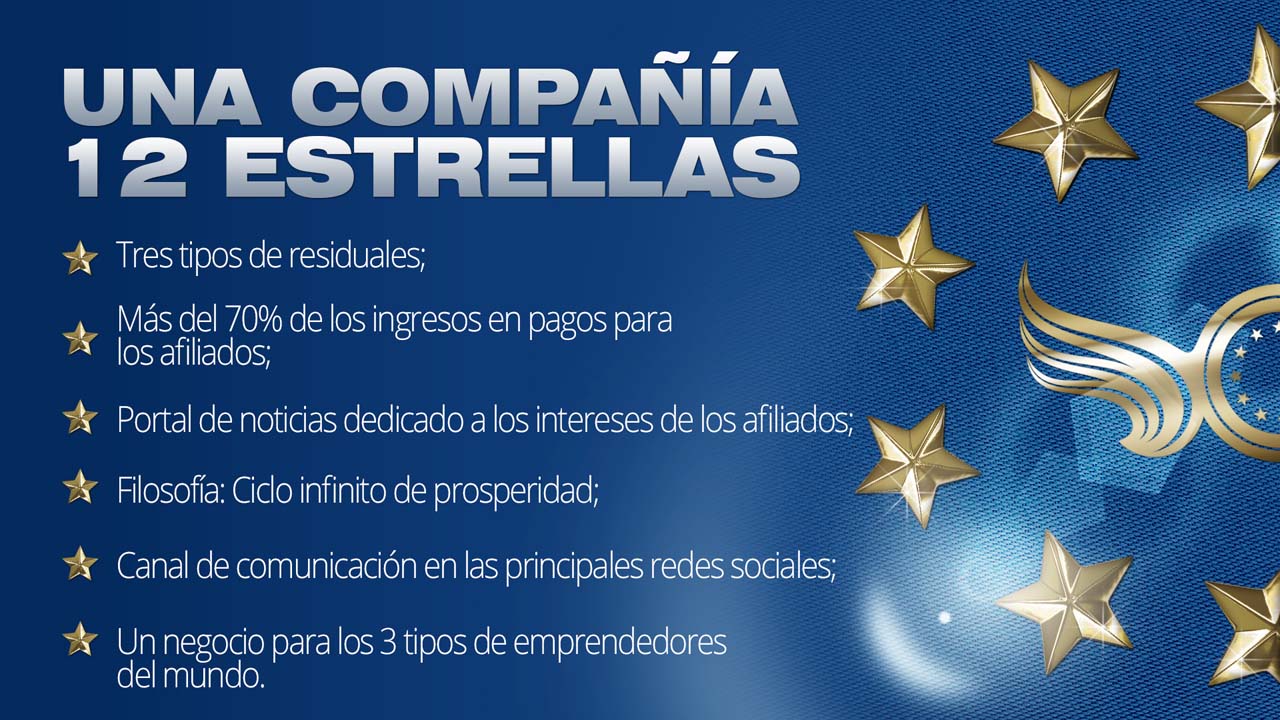 UNA COMPAÑÍA
12 ESTRELLAS
Tres tipos de residuales;
Más del 70% de los ingresos en pagos para
los afiliados;
Portal de noticias dedicado a los intereses de los afiliados;
Filosofía: Ciclo infinito de prosperidad;
Canal de comunicación en las principales redes sociales;
Un negocio para los 3 tipos de emprendedores
del mundo.